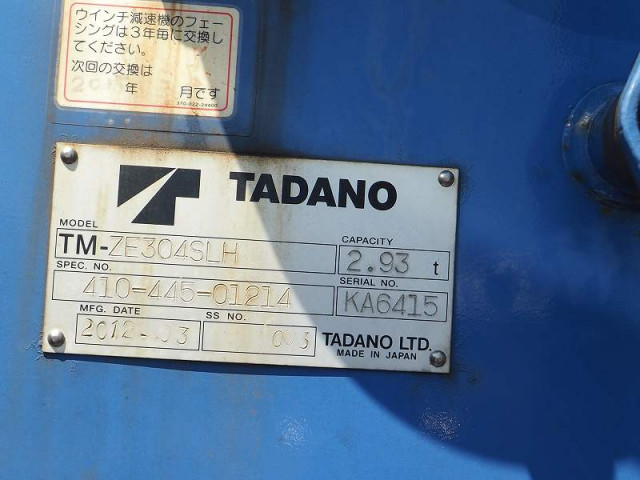 ウインチ減速機のフェー
シングは3年毎に交換し
てください。
次回の交換は
年 月です
TADANO
MODEL
TM-ZE304SLH
CAPACITY
2.93 t
SPEC. NO.
410-445-01214
SERIAL NO.
KA6415
MFG. DATE
2012-03
SS NO.
003
TADANO LTD.
MADE IN JAPAN